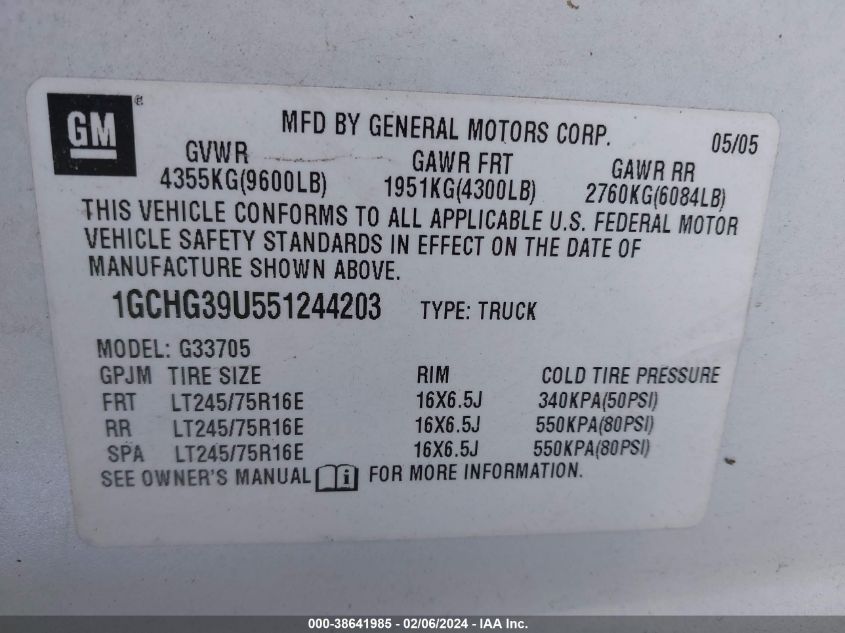 GM ®
MFD BY GENERAL MOTORS CORP. 05/05
GVWR GAWR FRT GAWR RR
4355KG(9600LB) 1951KG(4300LB) 2760KG(6084LB)
THIS VEHICLE CONFORMS TO ALL APPLICABLE U.S. FEDERAL MOTOR
VEHICLE SAFETY STANDARDS IN EFFECT ON THE DATE OF
MANUFACTURE SHOWN ABOVE.
1GCHG39U551244203 TYPE: TRUCK
MODEL: G33705
GPJM TIRE SIZE RIM COLD TIRE PRESSURE
FRT LT245/75R16E 16X6.5J 340KPA(50PSI)
RR LT245/75R16E 16X6.5J 550KPA(80PSI)
SPA LT245/75R16E 16X6.5J 550KPA(80PSI)
SEE OWNER'S MANUAL i FOR MORE INFORMATION.
000-38641985 - 02/06/2024 - IAA Inc.